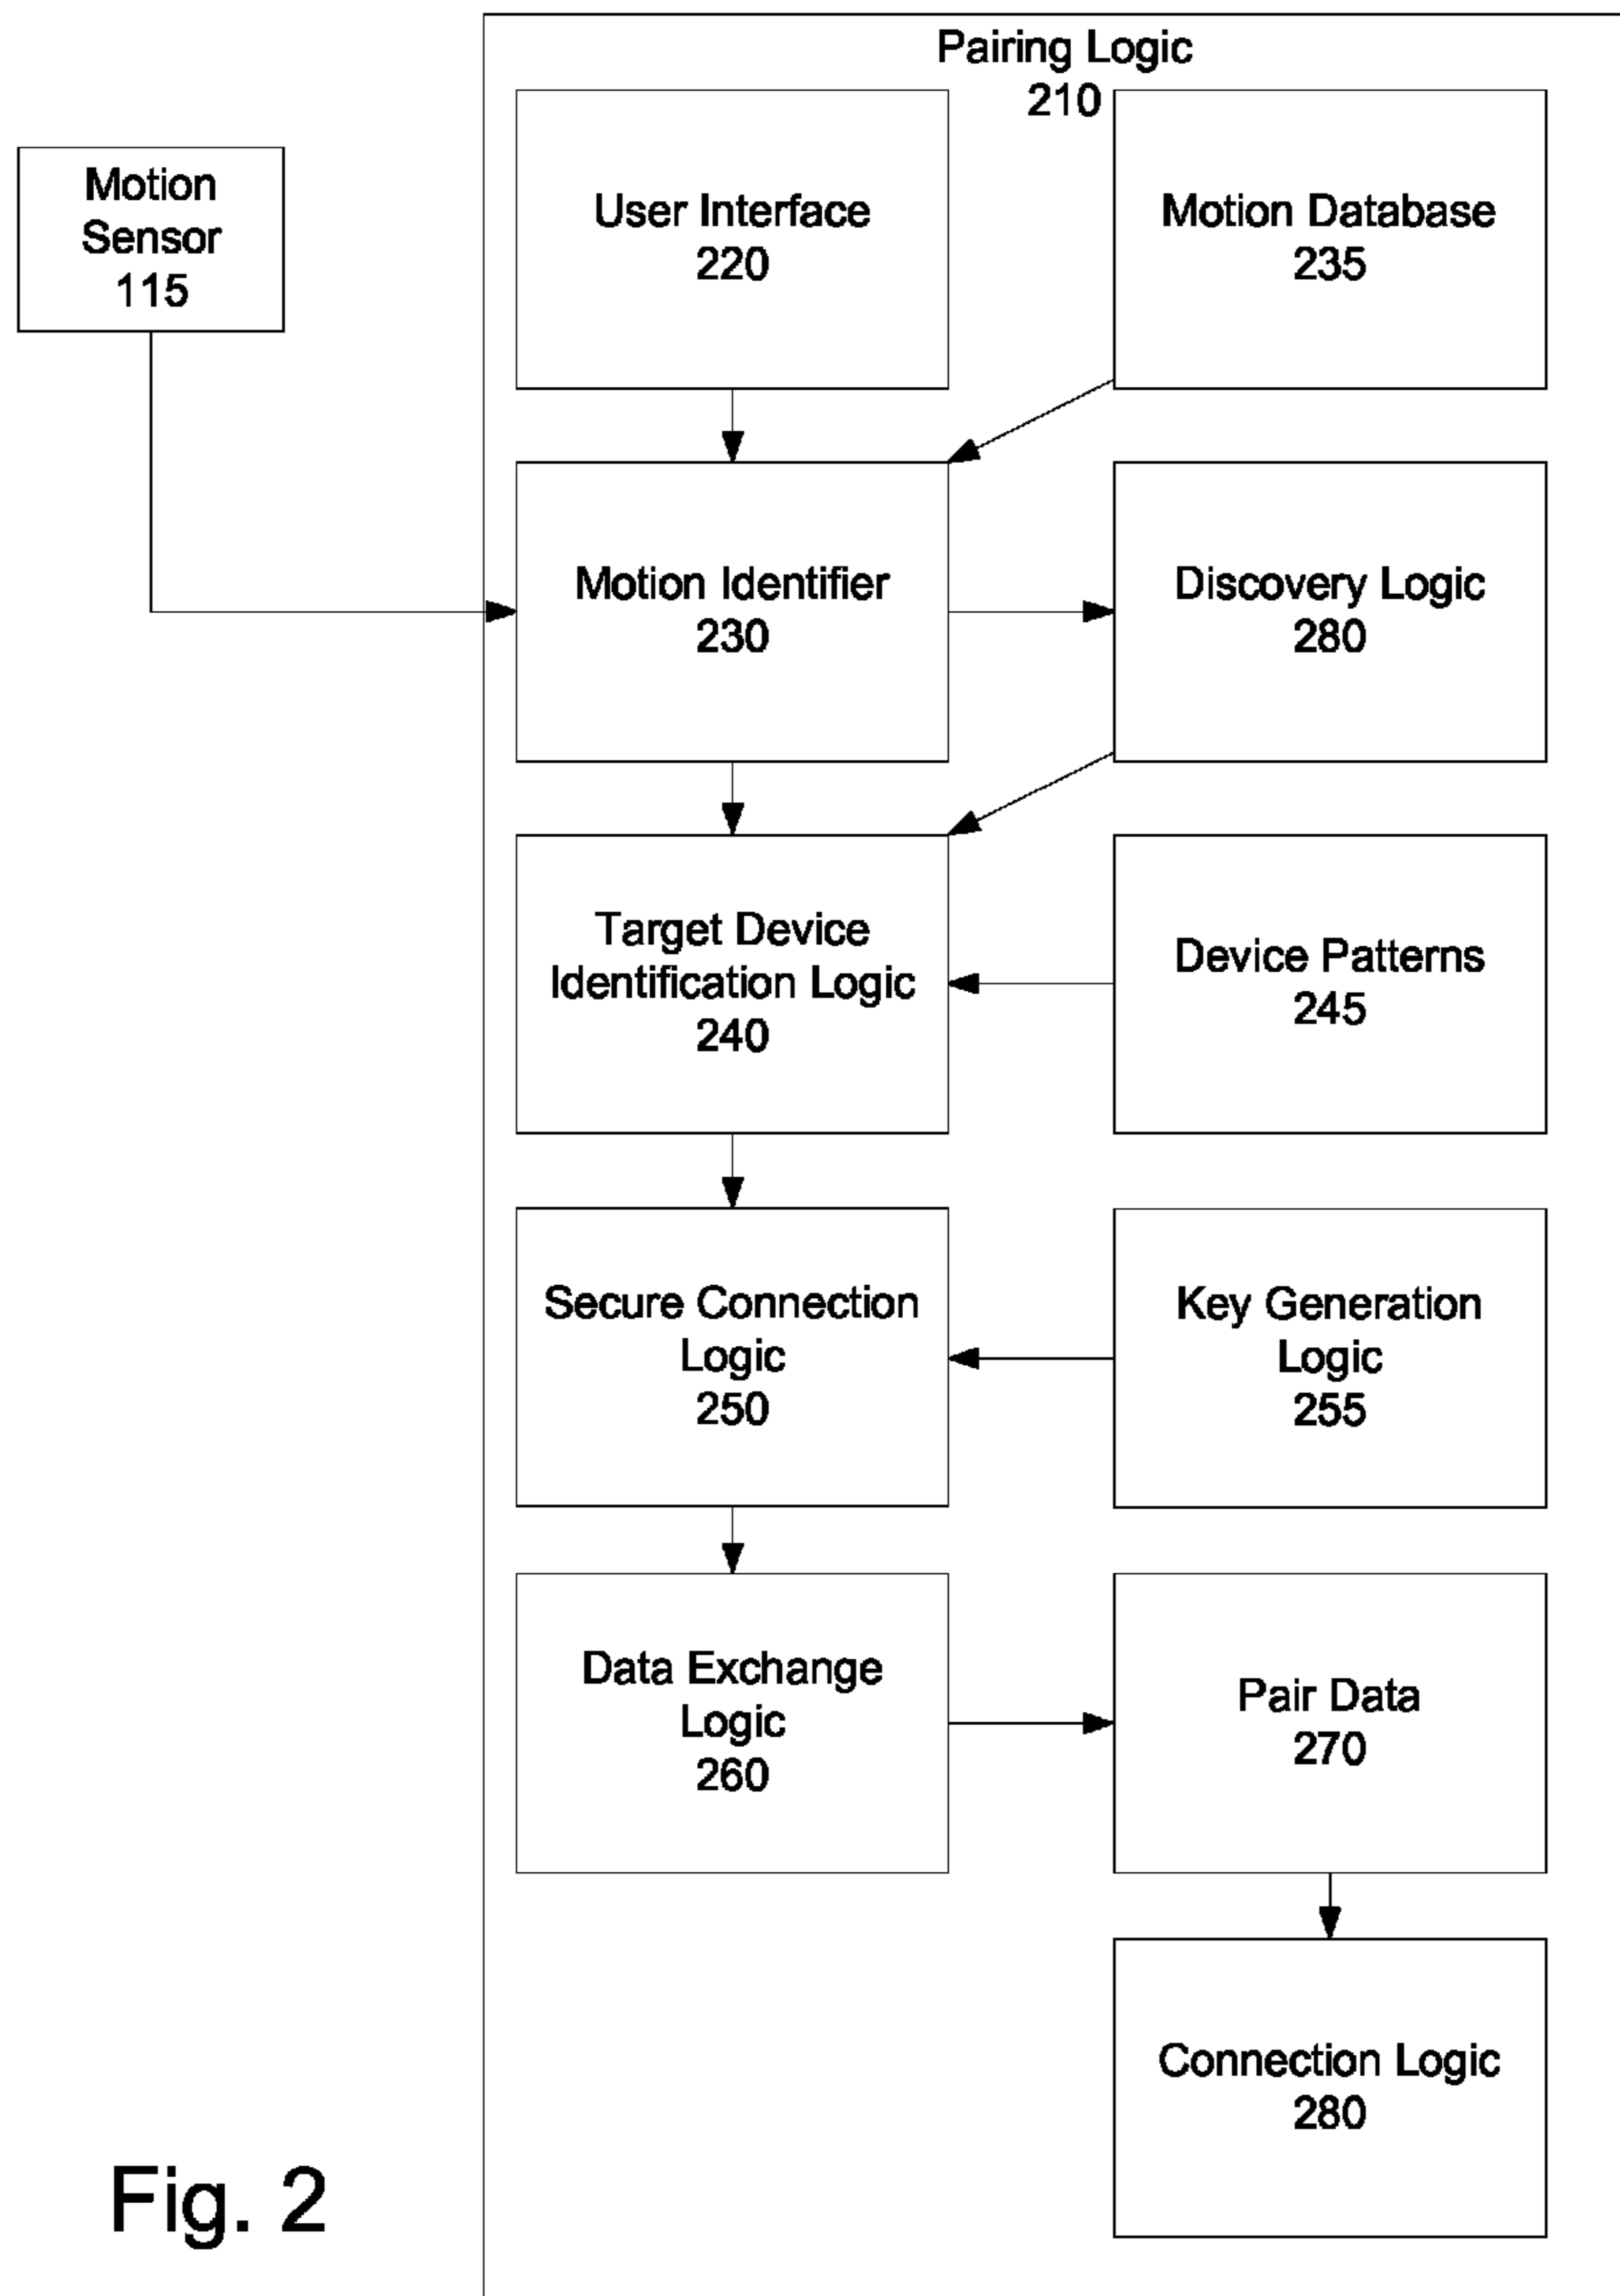 Pairing Logic
210
Motion
Sensor
115
User Interface
220
Motion Database
235
Motion Identifier
230
Discovery Logic
280
Target Device
Identification Logic
240
Device Patterns
245
Secure Connection
Logic
250
Key Generation
Logic
255
Data Exchange
Logic
260
Pair Data
270
Connection Logic
280
Fig. 2